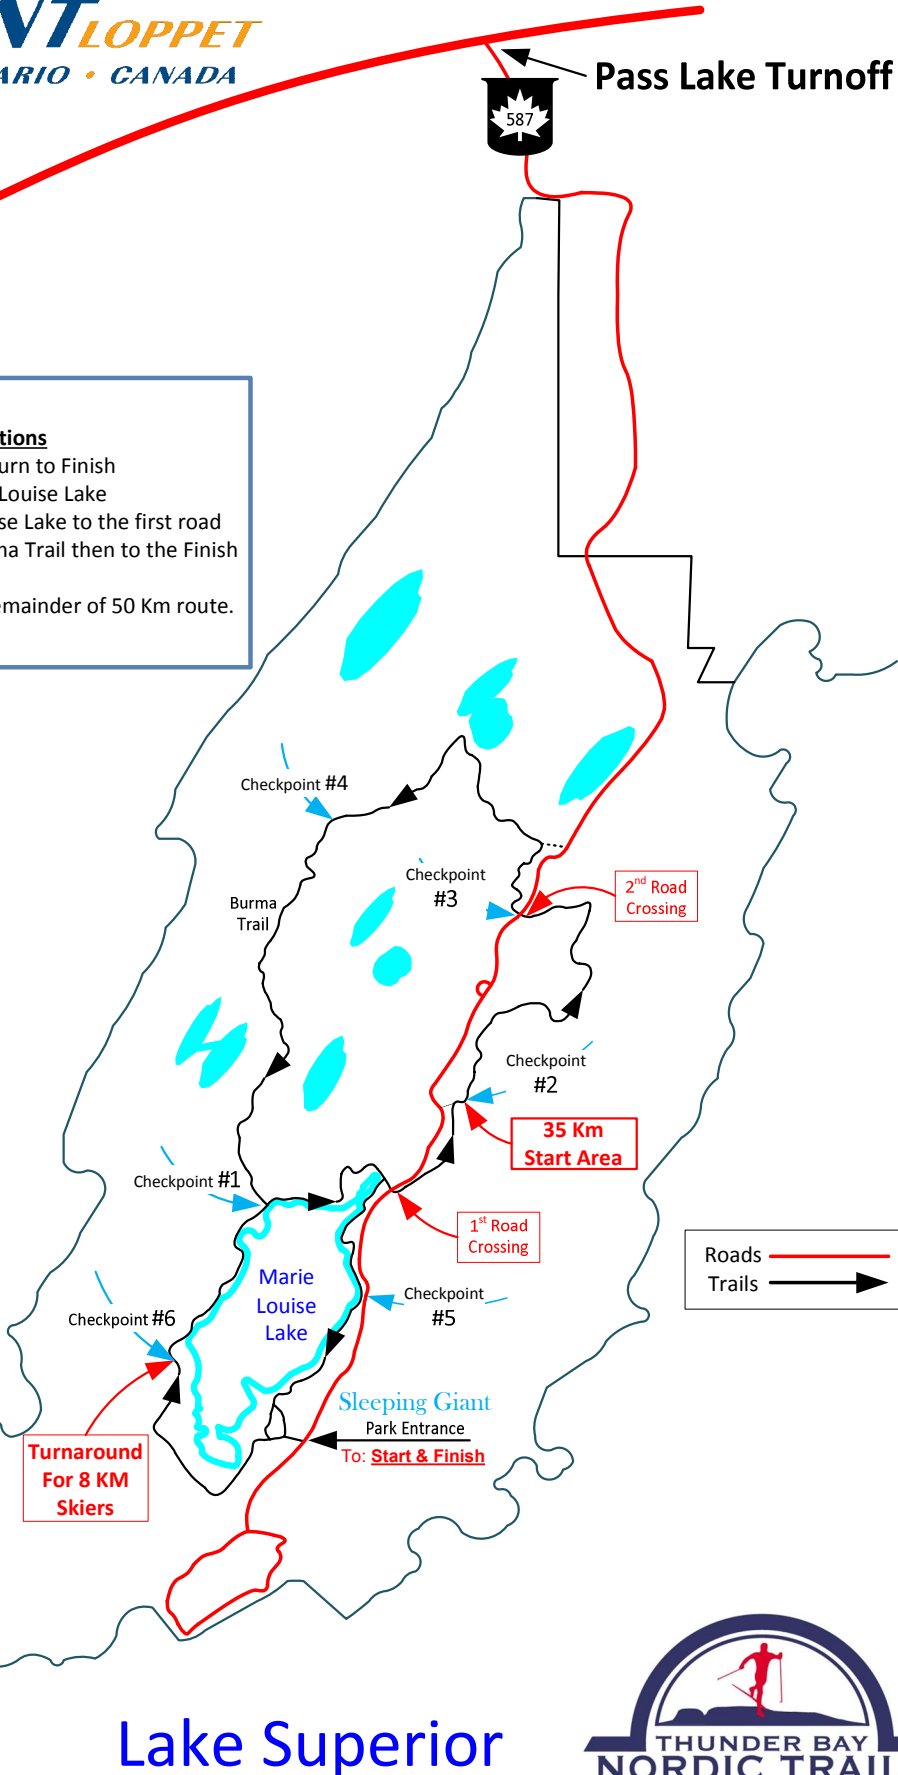 NTLOPPET
ARIO • CANADA
Pass Lake Turnoff
587
tions
urn to Finish
Louise Lake
se Lake to the first road
na Trail then to the Finish
emainder of 50 Km route.
Checkpoint #4
Checkpoint
#3
2nd Road
Crossing
Burma
Trail
Checkpoint
#2
35 Km
Start Area
Checkpoint #1
1st Road
Crossing
Roads
Trails
Marie
Louise
Lake
Checkpoint
#5
Checkpoint #6
Sleeping Giant
Park Entrance
To: Start & Finish
Turnaround
For 8 KM
Skiers
Lake Superior
THUNDER BAY
NORDIC TRAIL